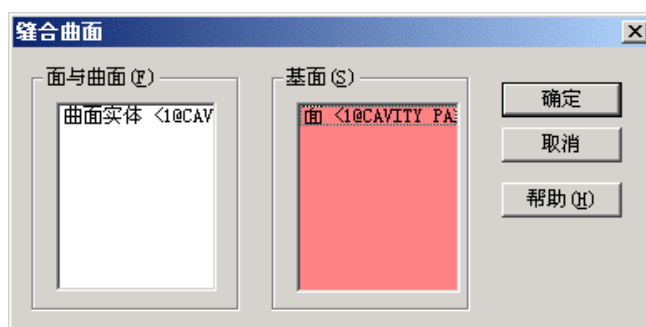 缝合曲面
面与曲面(F)
基面(S)
曲面实体 <1@CAV
面 <1@CAVITY PA
确定
取消
帮助(H)